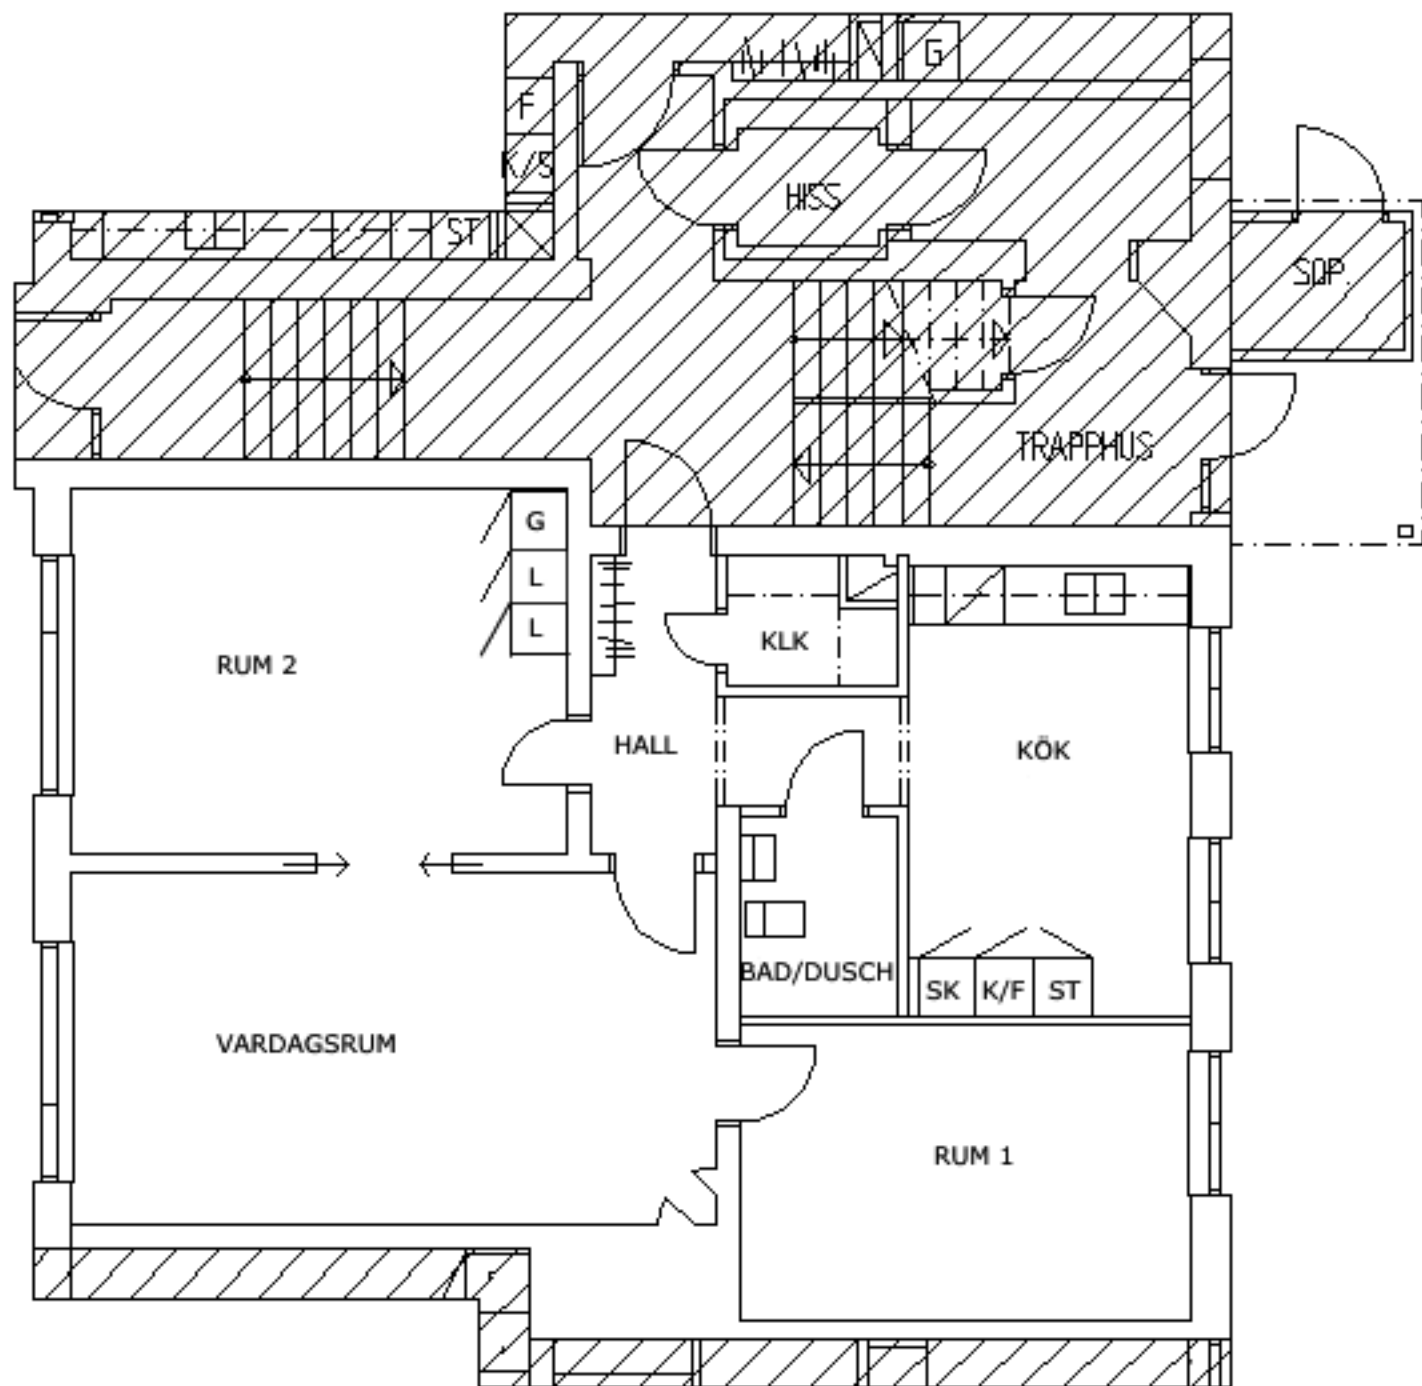 G
F
K/S
HISS
ST
SOP.
TRAPPHUS
G
L
L
KLK
RUM 2
HALL
KÖK
BAD/DUSCH
SK K/F ST
VARDAGSRUM
RUM 1